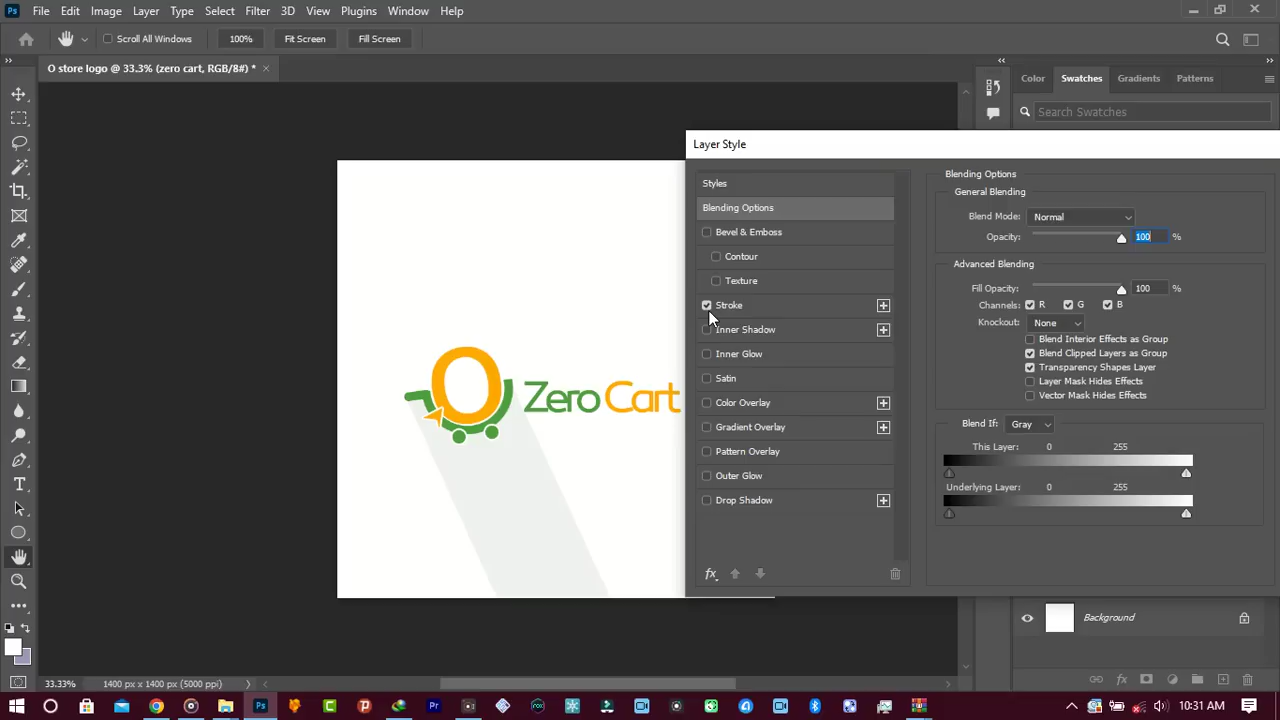 Ps File Edit Image Layer Type Select Filter 3D View Plugins Window Help
Scroll All Windows 100% Fit Screen Fill Screen
O store logo @ 33.3% (zero cart, RGB/8#) * ×
Color Swatches Gradients Patterns
Search Swatches
Layer Style
Styles
Blending Options
Bevel & Emboss
Contour
Texture
Stroke
Inner Shadow
Inner Glow
Satin
Color Overlay
Gradient Overlay
Pattern Overlay
Outer Glow
Drop Shadow
fx
Blending Options
General Blending
Blend Mode: Normal
Opacity: 100 %
Advanced Blending
Fill Opacity: 100 %
Channels: R G B
Knockout: None
Blend Interior Effects as Group
Blend Clipped Layers as Group
Transparency Shapes Layer
Layer Mask Hides Effects
Vector Mask Hides Effects
Blend If: Gray
This Layer: 0 255
Underlying Layer: 0 255
Zero Cart
Background
fx
33.33% 1400 px x 1400 px (5000 ppi)
Ps Pr 10:31 AM